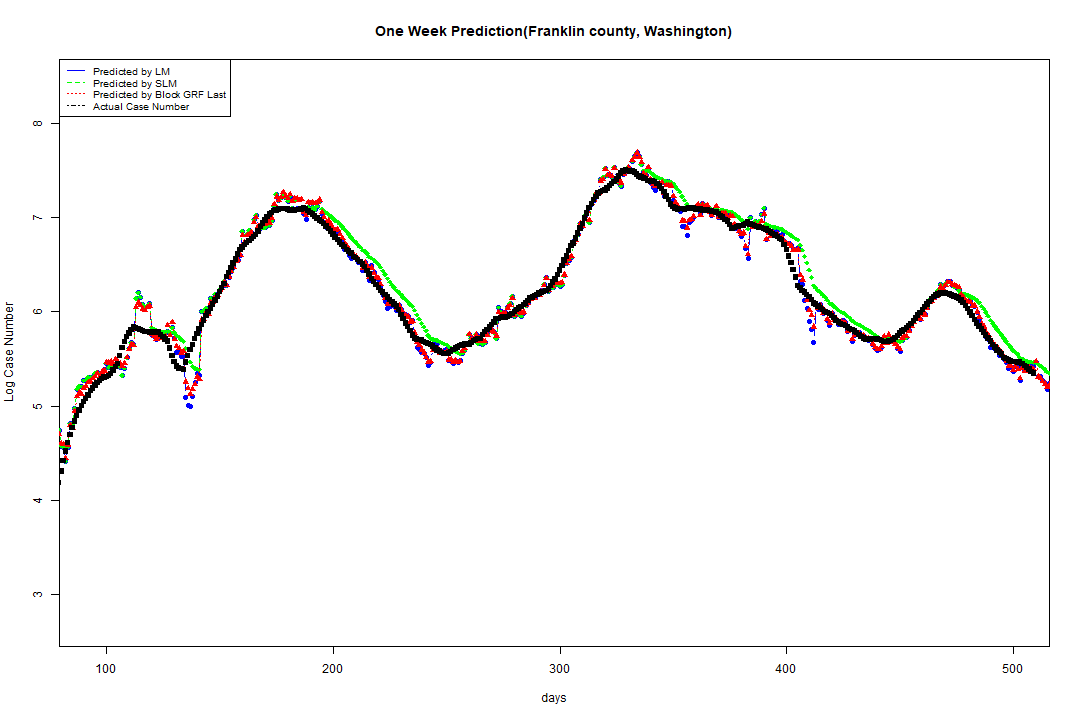 One Week Prediction(Franklin county, Washington)
Predicted by LM
Predicted by SLM
Predicted by Block GRF Last
Actual Case Number
Log Case Number
8
7
6
5
4
3
100 200 300 400 500
days